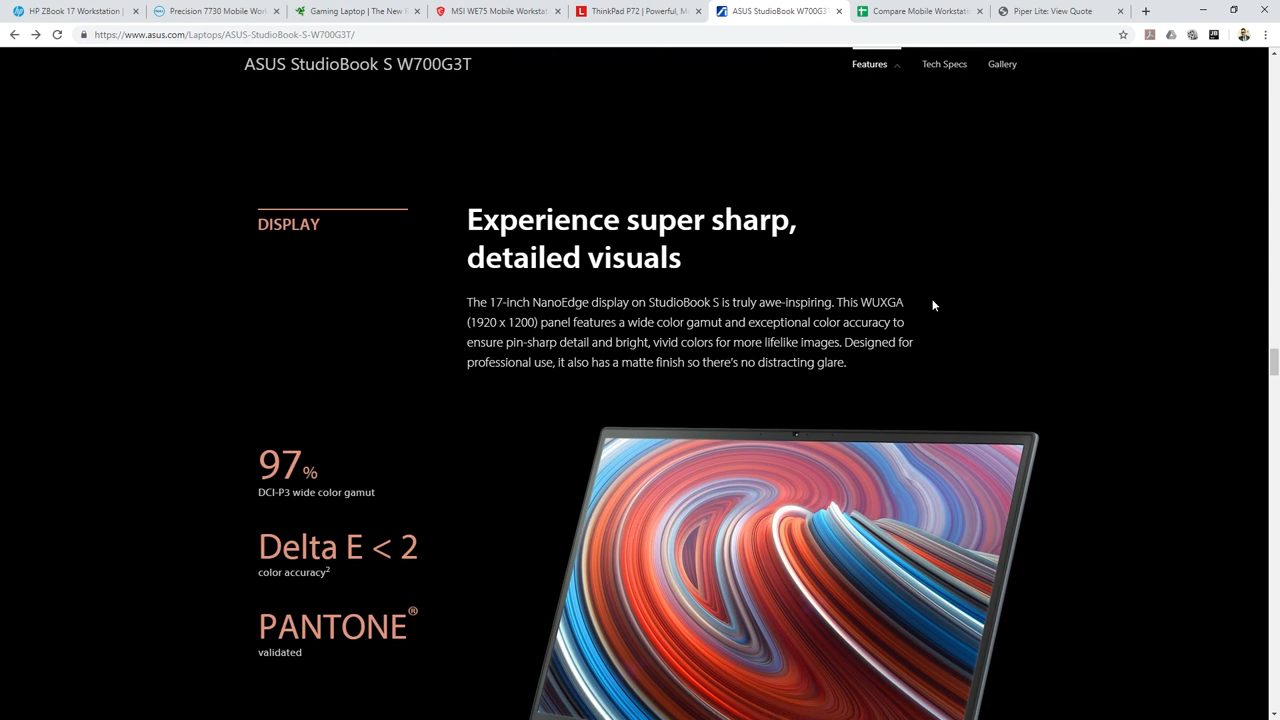 HP ZBook 17 Workstation |
Precision 7730 Mobile Work
Gaming Laptop | The New R
MSI WE75 Mobile Workstat
ThinkPad P72 | Powerful, M
ASUS StudioBook W700G3T
Compare Mobile Workstatio
Piper Lite: View Quote
https://www.asus.com/Laptops/ASUS-StudioBook-S-W700G3T/
ASUS StudioBook S W700G3T
Features
Tech Specs
Gallery
DISPLAY
Experience super sharp,
detailed visuals
The 17-inch NanoEdge display on StudioBook S is truly awe-inspiring. This WUXGA
(1920 x 1200) panel features a wide color gamut and exceptional color accuracy to
ensure pin-sharp detail and bright, vivid colors for more lifelike images. Designed for
professional use, it also has a matte finish so there's no distracting glare.
97%
DCI-P3 wide color gamut
Delta E < 2
color accuracy2
PANTONE®
validated